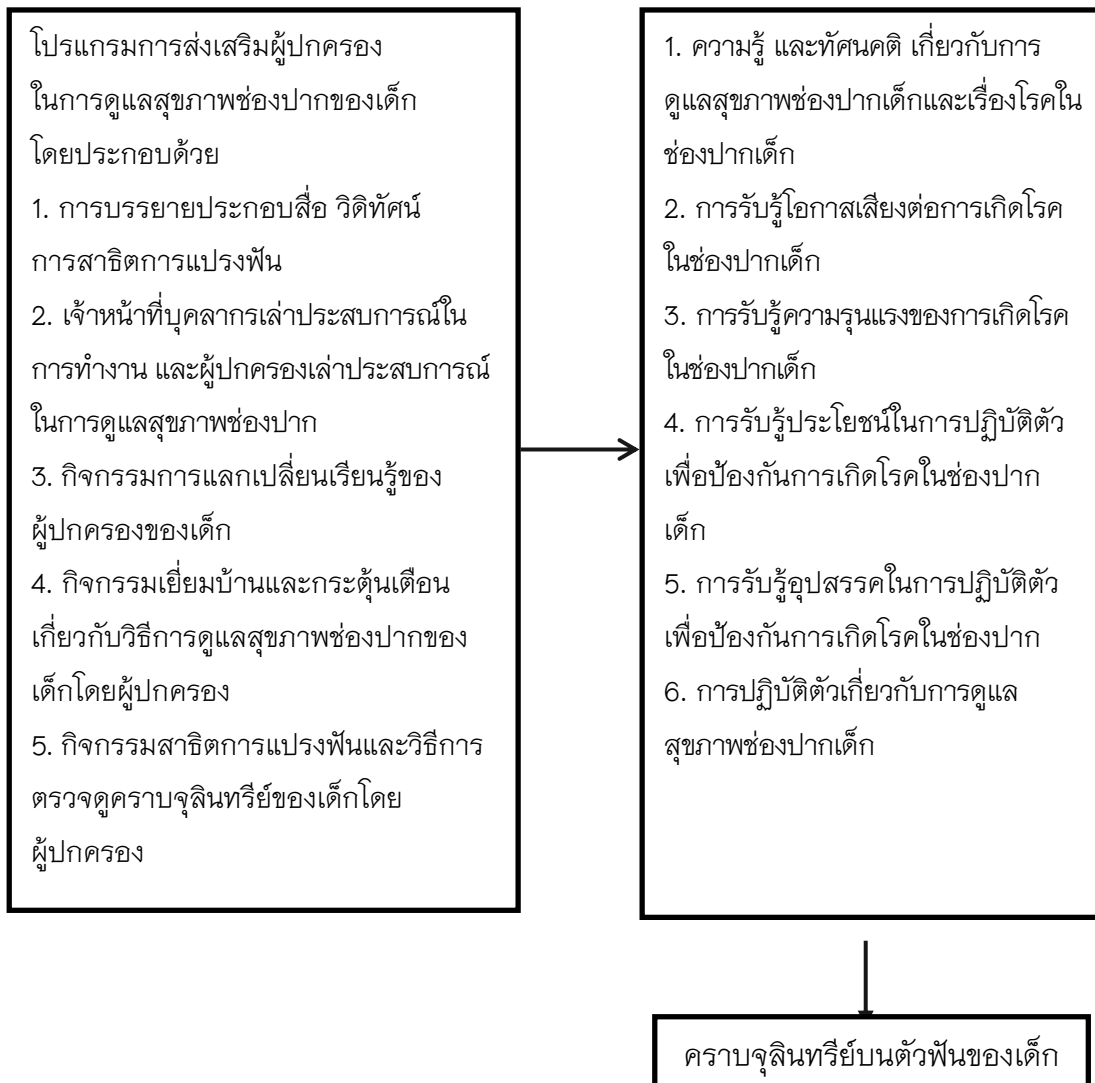 โปรแกรมการส่งเสริมผู้ปกครอง
ในการดูแลสุขภาพช่องปากของเด็ก
โดยประกอบด้วย
1. การบรรยายประกอบสื่อ วิดิทัศน์
การสาธิตการแปรงฟัน
2. เจ้าหน้าที่บุคลากรเล่าประสบการณ์ใน
การทำงาน และผู้ปกครองเล่าประสบการณ์
ในการดูแลสุขภาพช่องปาก
3. กิจกรรมการแลกเปลี่ยนเรียนรู้ของ
ผู้ปกครองของเด็ก
4. กิจกรรมเยี่ยมบ้านและกระตุ้นเตือน
เกี่ยวกับวิธีการดูแลสุขภาพช่องปากของ
เด็กโดยผู้ปกครอง
5. กิจกรรมสาธิตการแปรงฟันและวิธีการ
ตรวจดูคราบจุลินทรีย์ของเด็กโดย
ผู้ปกครอง
1. ความรู้ และทัศนคติ เกี่ยวกับการ
ดูแลสุขภาพช่องปากเด็กและเรื่องโรคใน
ช่องปากเด็ก
2. การรับรู้โอกาสเสียงต่อการเกิดโรค
ในช่องปากเด็ก
3. การรับรู้ความรุนแรงของการเกิดโรค
ในช่องปากเด็ก
4. การรับรู้ประโยชน์ในการปฏิบัติตัว
เพื่อป้องกันการเกิดโรคในช่องปาก
เด็ก
5. การรับรู้อุปสรรคในการปฏิบัติตัว
เพื่อป้องกันการเกิดโรคในช่องปาก
6. การปฏิบัติตัวเกี่ยวกับการดูแล
สุขภาพช่องปากเด็ก
คราบจุลินทรีย์บนตัวฟันของเด็ก